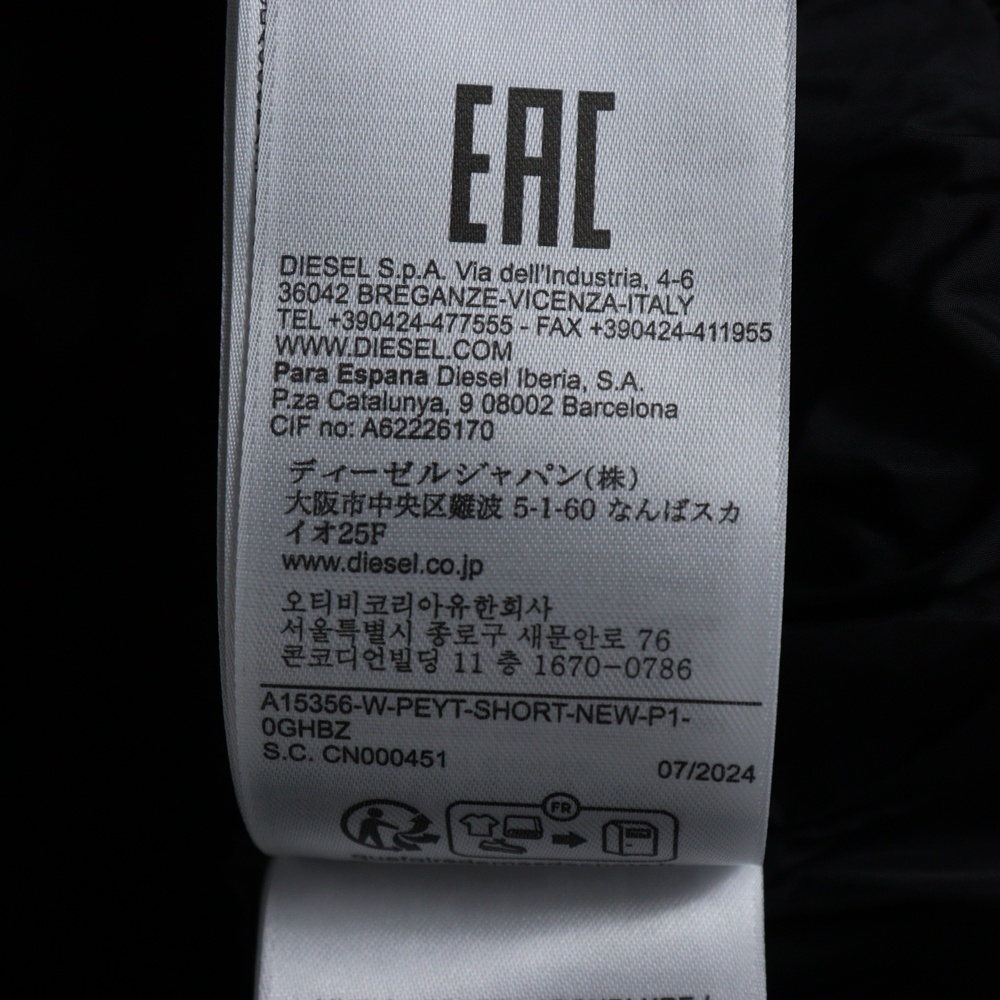 EAC
DIESEL S.p.A. Via dell'Industria, 4-6
36042 BREGANZE-VICENZA-ITALY
TEL +390424-477555 - FAX +390424-411955
WWW.DIESEL.COM
Para Espana Diesel Iberia, S.A.
P.za Catalunya, 9 08002 Barcelona
CIF no: A62226170
ディーゼルジャパン(株)
大阪市中央区難波 5-1-60 なんばスカ
イオ25F
www.diesel.co.jp
오티비코리아유한회사
서울특별시 종로구 새문안로 76
콘코디언빌딩 11 층 1670-0786
A15356-W-PEYT-SHORT-NEW-P1-
0GHBZ
S.C. CN000451
07/2024
FR